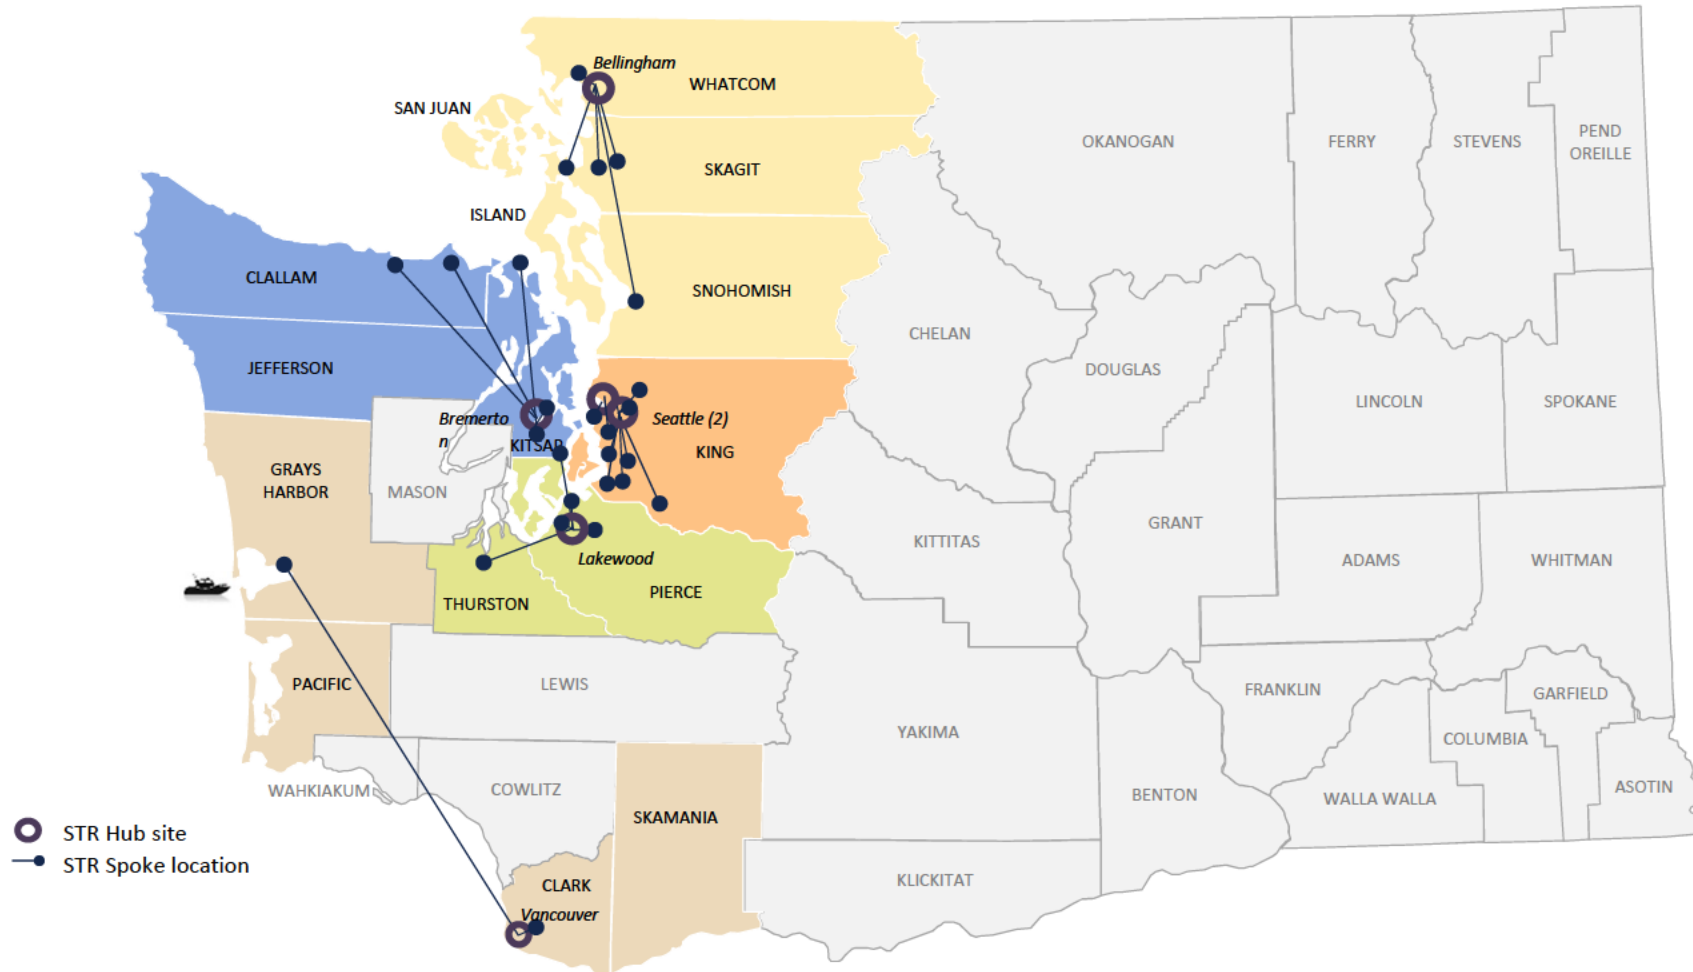 Bellingham
WHATCOM
SAN JUAN
SKAGIT
ISLAND
SNOHOMISH
CLALLAM
JEFFERSON
Bremerto
n
KITSAP
Seattle (2)
KING
GRAYS
HARBOR
MASON
Lakewood
PIERCE
THURSTON
PACIFIC
LEWIS
WAHKIAKUM
COWLITZ
SKAMANIA
CLARK
Vancouver
OKANOGAN
FERRY
STEVENS
PEND
OREILLE
CHELAN
DOUGLAS
LINCOLN
SPOKANE
GRANT
KITTITAS
ADAMS
WHITMAN
YAKIMA
FRANKLIN
GARFIELD
COLUMBIA
BENTON
WALLA WALLA
ASOTIN
KLICKITAT
STR Hub site
STR Spoke location